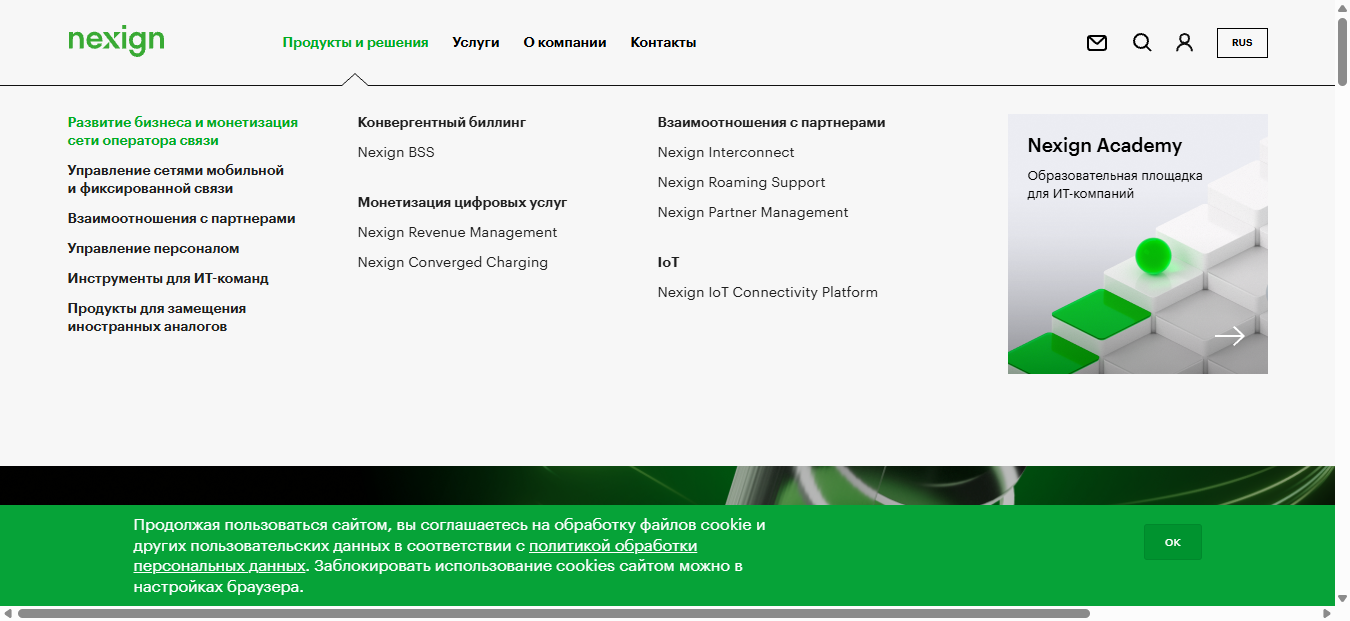 nexign
Продукты и решения
Услуги
О компании
Контакты
RUS
Развитие бизнеса и монетизация
сети оператора связи
Управление сетями мобильной
и фиксированной связи
Взаимоотношения с партнерами
Управление персоналом
Инструменты для ИТ-команд
Продукты для замещения
иностранных аналогов
Конвергентный биллинг
Nexign BSS
Монетизация цифровых услуг
Nexign Revenue Management
Nexign Converged Charging
Взаимоотношения с партнерами
Nexign Interconnect
Nexign Roaming Support
Nexign Partner Management
IoT
Nexign IoT Connectivity Platform
Nexign Academy
Образовательная площадка
для ИТ-компаний
Продолжая пользоваться сайтом, вы соглашаетесь на обработку файлов cookie и
других пользовательских данных в соответствии с политикой обработки
персональных данных. Заблокировать использование cookies сайтом можно в
настройках браузера.
ОК